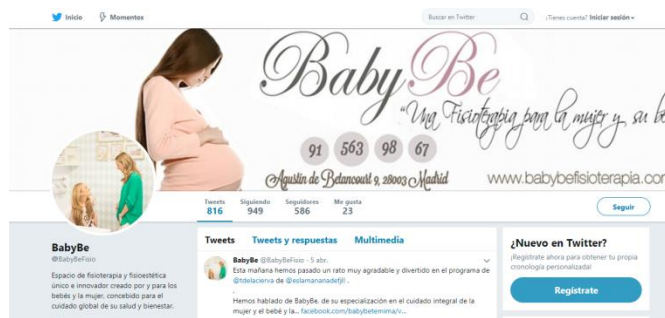 Inicio Momentos Buscar en Twitter ¿Tienes cuenta? Iniciar sesión
BabyBe
"Una Fisioterapia para la mujer y su be
91 563 98 67
Agustín de Betancourt 9, 28003 Madrid www.babybefisioterapia.com
Tweets Siguiendo Seguidores Me gusta
816 949 586 23
Seguir
BabyBe
@BabyBeFisio
Espacio de fisioterapia y fisioestética
único e innovador creado por y para los
bebés y la mujer, concebido para el
cuidado global de su salud y bienestar.
Tweets Tweets y respuestas Multimedia
BabyBe @BabyBeFisio - 5 abr.
Esta mañana hemos pasado un rato muy agradable y divertido en el programa de
@tdelacierva de @eslamananadefjll .
.
Hemos hablado de BabyBe, de su especialización en el cuidado integral de la
mujer y el bebé y la... facebook.com/babybetemima/v...
¿Nuevo en Twitter?
¡Regístrate ahora para obtener tu propia
cronología personalizada!
Regístrate